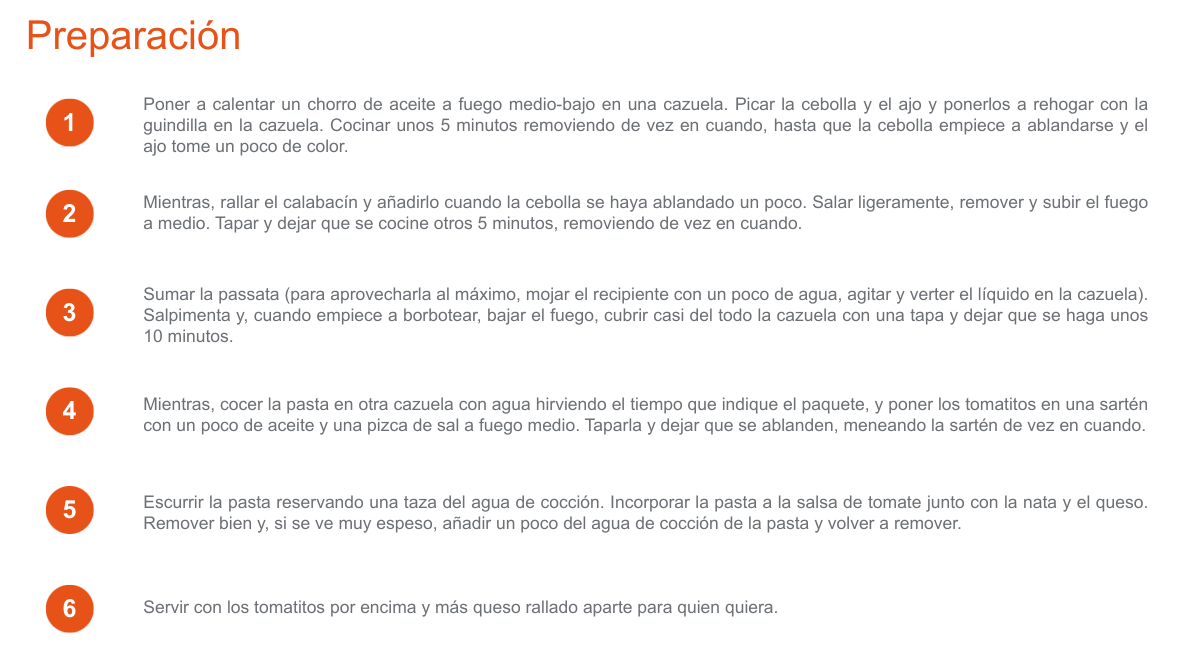 Preparación
1
Poner a calentar un chorro de aceite a fuego medio-bajo en una cazuela. Picar la cebolla y el ajo y ponerlos a rehogar con la
guindilla en la cazuela. Cocinar unos 5 minutos removiendo de vez en cuando, hasta que la cebolla empiece a ablandarse y el
ajo tome un poco de color.
2
Mientras, rallar el calabacín y añadirlo cuando la cebolla se haya ablandado un poco. Salar ligeramente, remover y subir el fuego
a medio. Tapar y dejar que se cocine otros 5 minutos, removiendo de vez en cuando.
3
Sumar la passata (para aprovecharla al máximo, mojar el recipiente con un poco de agua, agitar y verter el líquido en la cazuela).
Salpimenta y, cuando empiece a borbotear, bajar el fuego, cubrir casi del todo la cazuela con una tapa y dejar que se haga unos
10 minutos.
4
Mientras, cocer la pasta en otra cazuela con agua hirviendo el tiempo que indique el paquete, y poner los tomatitos en una sartén
con un poco de aceite y una pizca de sal a fuego medio. Taparla y dejar que se ablanden, meneando la sartén de vez en cuando.
5
Escurrir la pasta reservando una taza del agua de cocción. Incorporar la pasta a la salsa de tomate junto con la nata y el queso.
Remover bien y, si se ve muy espeso, añadir un poco del agua de cocción de la pasta y volver a remover.
6
Servir con los tomatitos por encima y más queso rallado aparte para quien quiera.